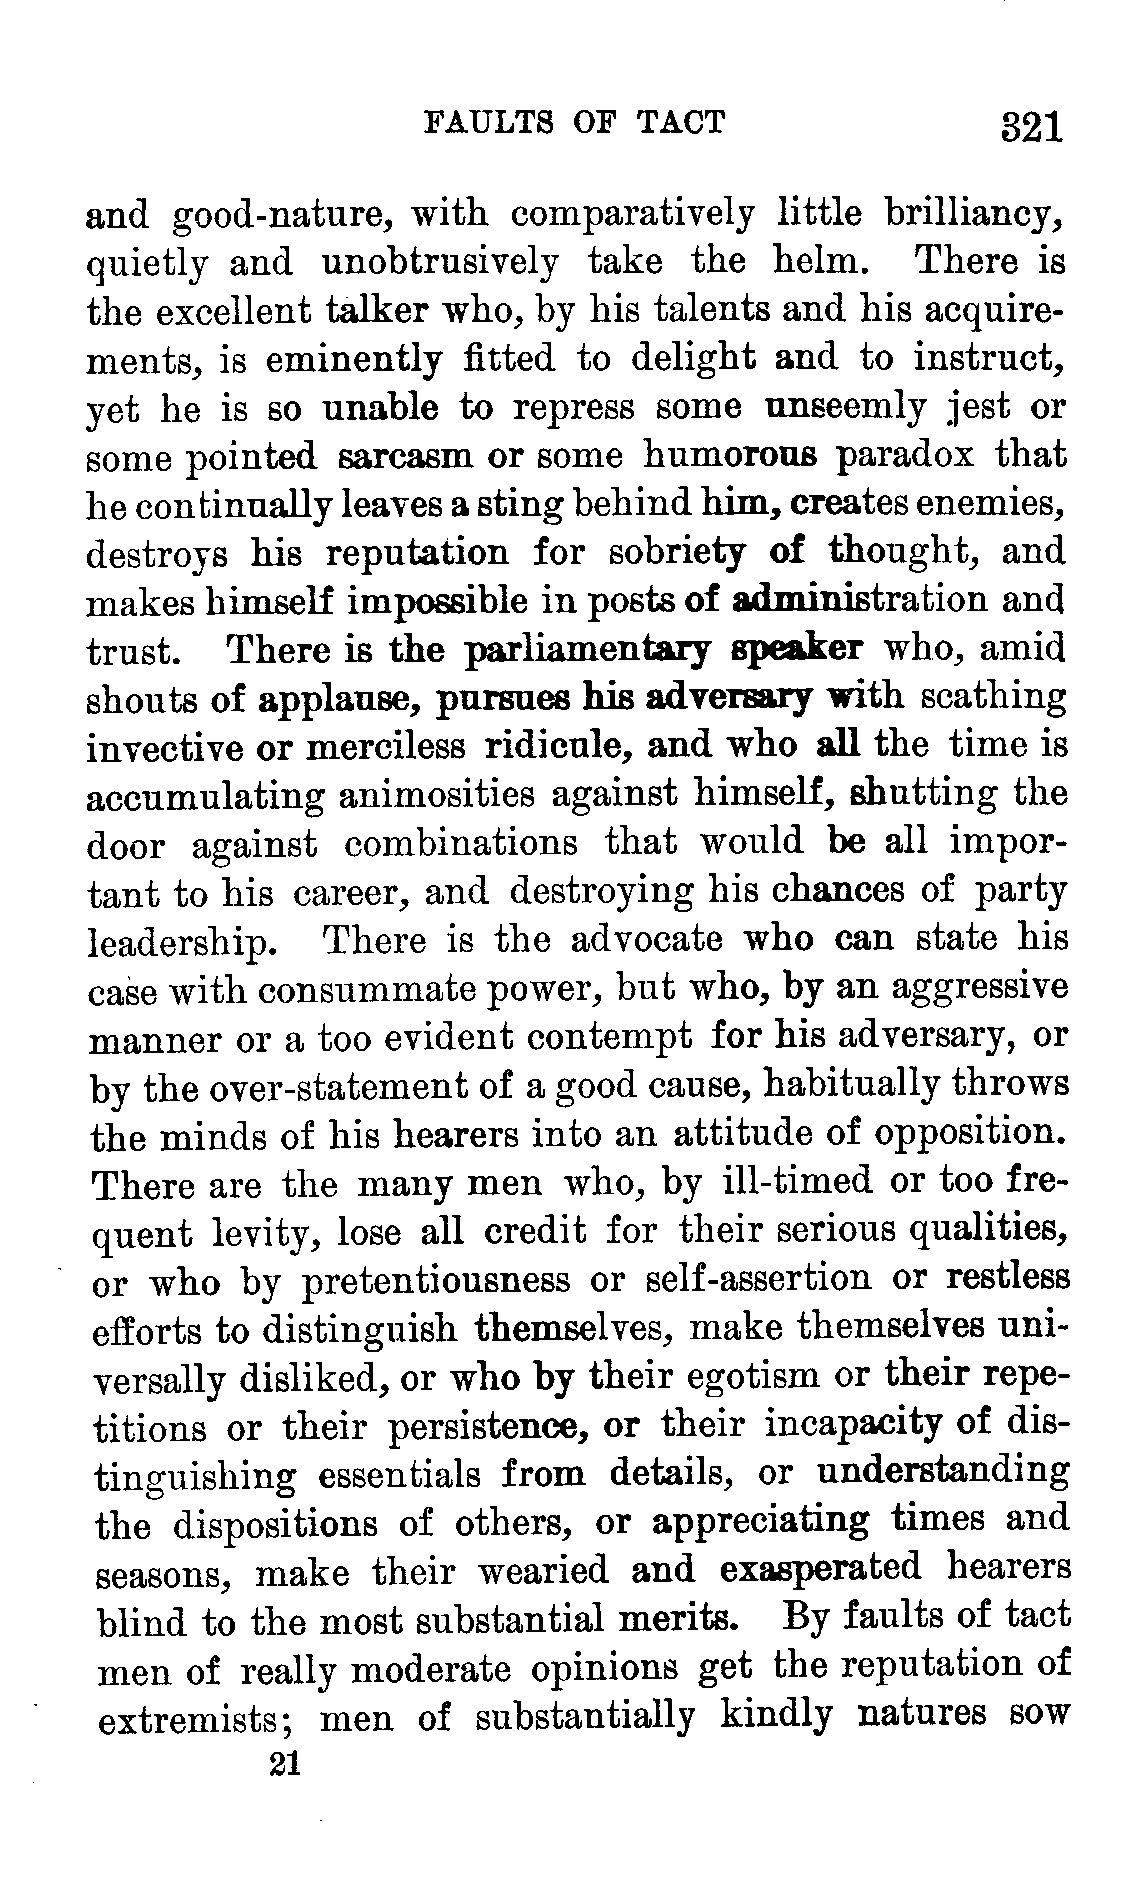 FAULTS OF TACT 321
and good-nature, with comparatively little brilliancy,
quietly and unobtrusively take the helm. There is
the excellent talker who, by his talents and his acquire-
ments, is eminently fitted to delight and to instruct,
yet he is so unable to repress some unseemly jest or
some pointed sarcasm or some humorous paradox that
he continually leaves a sting behind him, creates enemies,
destroys his reputation for sobriety of thought, and
makes himself impossible in posts of administration and
trust. There is the parliamentary speaker who, amid
shouts of applause, pursues his adversary with scathing
invective or merciless ridicule, and who all the time is
accumulating animosities against himself, shutting the
door against combinations that would be all impor-
tant to his career, and destroying his chances of party
leadership. There is the advocate who can state his
case with consummate power, but who, by an aggressive
manner or a too evident contempt for his adversary, or
by the over-statement of a good cause, habitually throws
the minds of his hearers into an attitude of opposition.
There are the many men who, by ill-timed or too fre-
quent levity, lose all credit for their serious qualities,
or who by pretentiousness or self-assertion or restless
efforts to distinguish themselves, make themselves uni-
versally disliked, or who by their egotism or their repe-
titions or their persistence, or their incapacity of dis-
tinguishing essentials from details, or understanding
the dispositions of others, or appreciating times and
seasons, make their wearied and exasperated hearers
blind to the most substantial merits. By faults of tact
men of really moderate opinions get the reputation of
extremists; men of substantially kindly natures sow
21